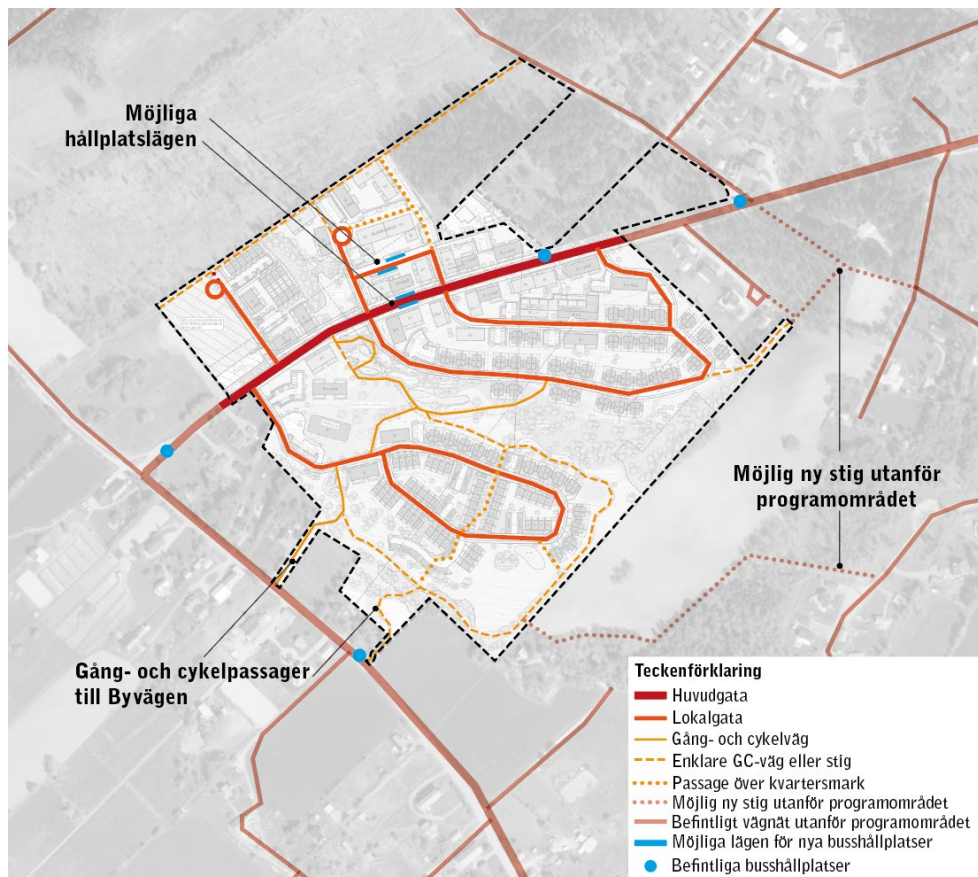 Möjliga
hållplatslägen
Möjlig ny stig utanför
programområdet
Gång- och cykelpassager
till Byvägen
Teckenförklaring
Huvudgata
Lokalgata
Gång- och cykelväg
Enklare GC-väg eller stig
Passage över kvartersmark
Möjlig ny stig utanför programområdet
Befintligt vägnät utanför programområdet
Möjliga lägen för nya busshållplatser
Befintliga busshållplatser